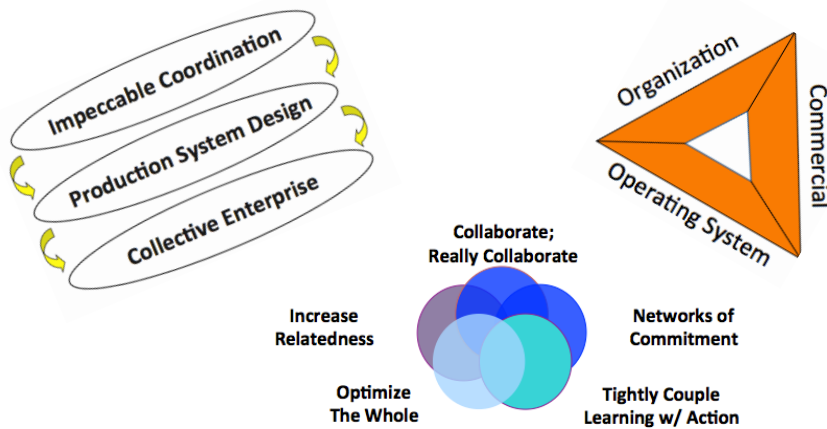 Impeccable Coordination
Production System Design
Collective Enterprise
Organization
Commercial
Operating System
Collaborate;
Really Collaborate
Increase
Relatedness
Networks of
Commitment
Optimize
The Whole
Tightly Couple
Learning w/ Action